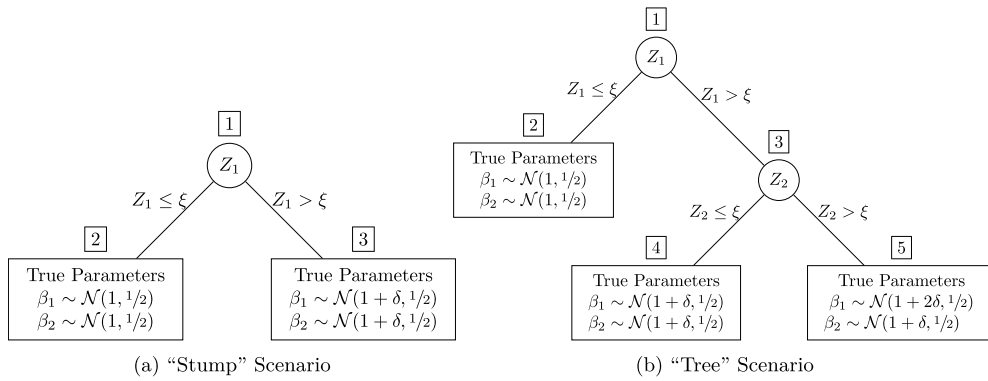 1
Z₁
Z₁ ≤ ξ
Z₁ > ξ
2
True Parameters
β₁ ∼ 𝒩(1, 1/2)
β₂ ∼ 𝒩(1, 1/2)
3
True Parameters
β₁ ∼ 𝒩(1 + δ, 1/2)
β₂ ∼ 𝒩(1 + δ, 1/2)
(a) “Stump” Scenario
1
Z₁
Z₁ ≤ ξ
Z₁ > ξ
2
True Parameters
β₁ ∼ 𝒩(1, 1/2)
β₂ ∼ 𝒩(1, 1/2)
3
Z₂
Z₂ ≤ ξ
Z₂ > ξ
4
True Parameters
β₁ ∼ 𝒩(1 + δ, 1/2)
β₂ ∼ 𝒩(1 + δ, 1/2)
5
True Parameters
β₁ ∼ 𝒩(1 + 2δ, 1/2)
β₂ ∼ 𝒩(1 + δ, 1/2)
(b) “Tree” Scenario